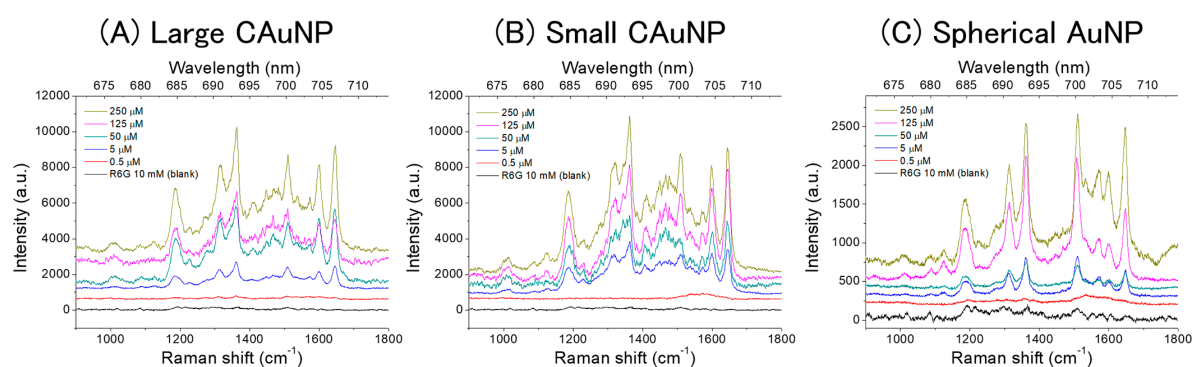 (A) Large CAuNP
Wavelength (nm)
675 680 685 690 695 700 705 710
12000
10000
8000
6000
4000
2000
0
Intensity (a.u.)
250 μM
125 μM
50 μM
5 μM
0.5 μM
R6G 10 mM (blank)
1000 1200 1400 1600 1800
Raman shift (cm⁻¹)
(B) Small CAuNP
Wavelength (nm)
675 680 685 690 695 700 705 710
12000
10000
8000
6000
4000
2000
0
Intensity (a.u.)
250 μM
125 μM
50 μM
5 μM
0.5 μM
R6G 10 mM (blank)
1000 1200 1400 1600 1800
Raman shift (cm⁻¹)
(C) Spherical AuNP
Wavelength (nm)
675 680 685 690 695 700 705 710
2500
2000
1500
1000
500
0
Intensity (a.u.)
250 μM
125 μM
50 μM
5 μM
0.5 μM
R6G 10 mM (blank)
1000 1200 1400 1600 1800
Raman shift (cm⁻¹)